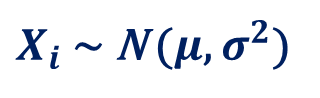 Xᵢ ~ N(μ, σ²)